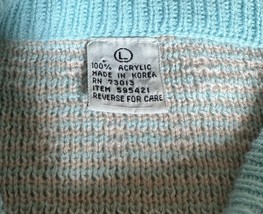 L
100% ACRYLIC
MADE IN KOREA
RN 73013
ITEM 595421
REVERSE FOR CARE